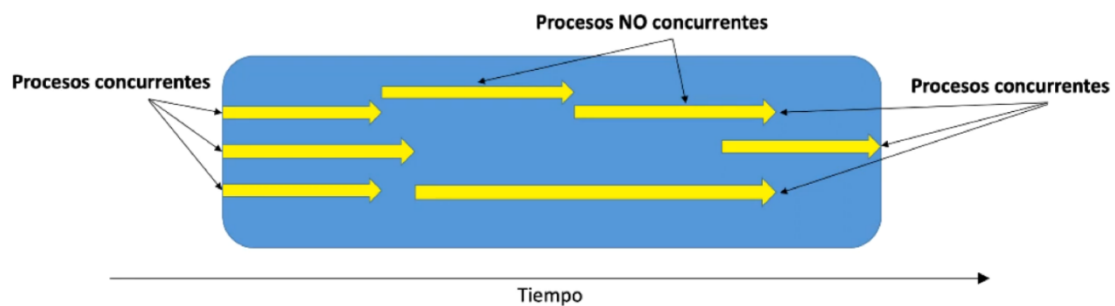 Procesos NO concurrentes
Procesos concurrentes
Procesos concurrentes
Tiempo